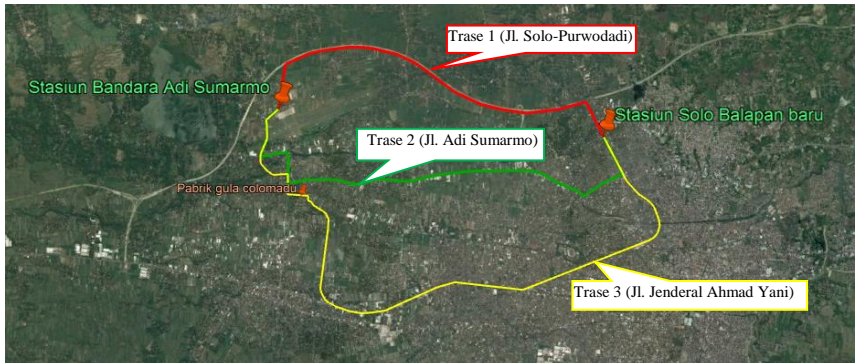 Trase 1 (Jl. Solo-Purwodadi)
Stasiun Bandara Adi Sumarmo
Stasiun Solo Balapan baru
Trase 2 (Jl. Adi Sumarmo)
Pabrik gula colomadu
Trase 3 (Jl. Jenderal Ahmad Yani)